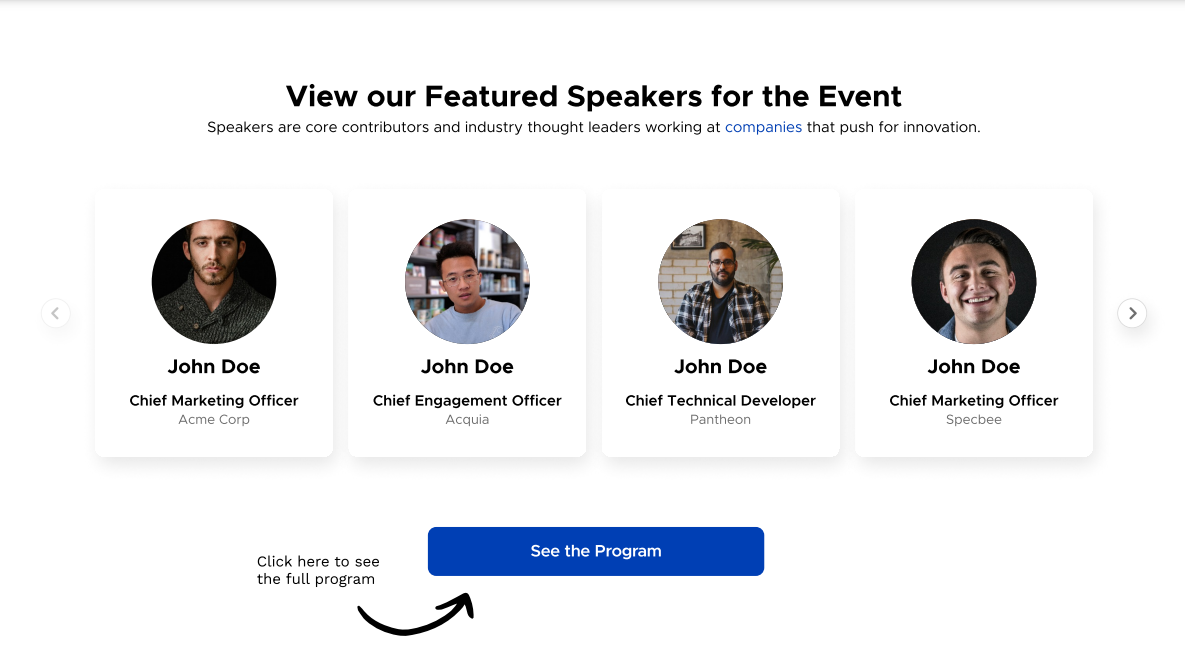 View our Featured Speakers for the Event
Speakers are core contributors and industry thought leaders working at companies that push for innovation.
John Doe
Chief Marketing Officer
Acme Corp
John Doe
Chief Engagement Officer
Acquia
John Doe
Chief Technical Developer
Pantheon
John Doe
Chief Marketing Officer
Specbee
See the Program
Click here to see
the full program